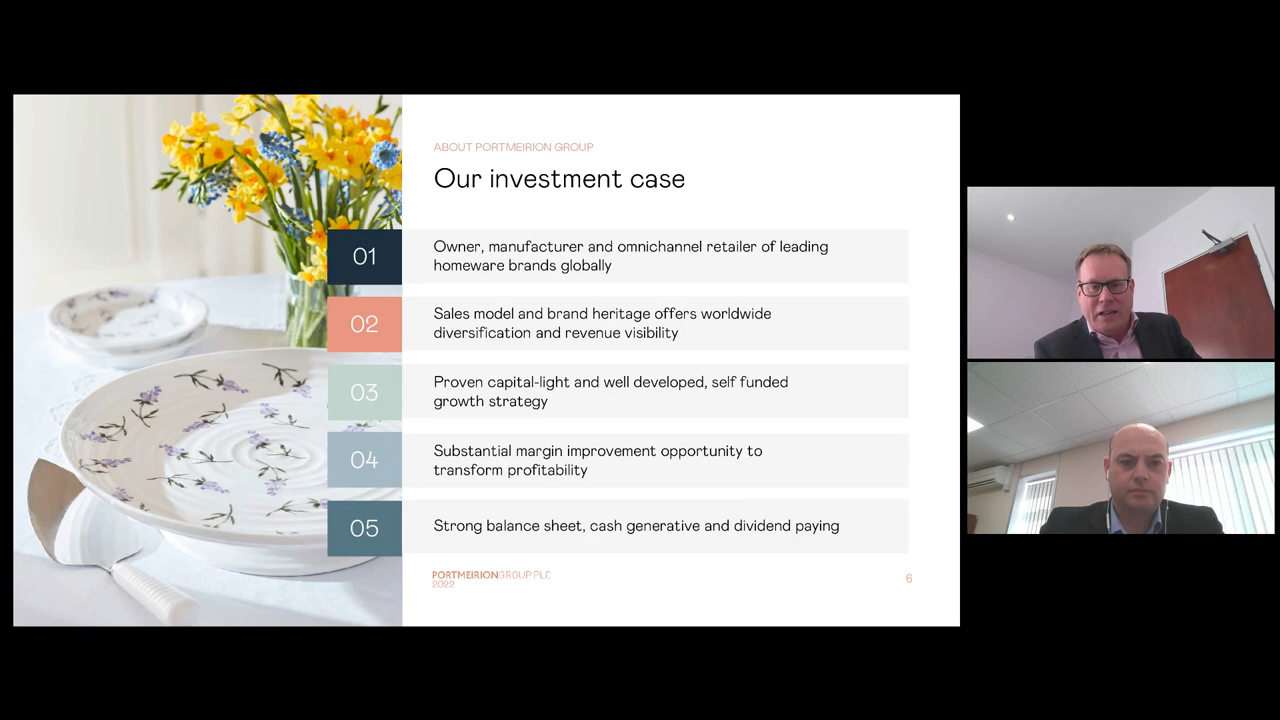 ABOUT PORTMEIRION GROUP
Our investment case
01
Owner, manufacturer and omnichannel retailer of leading
homeware brands globally
02
Sales model and brand heritage offers worldwide
diversification and revenue visibility
03
Proven capital-light and well developed, self funded
growth strategy
04
Substantial margin improvement opportunity to
transform profitability
05
Strong balance sheet, cash generative and dividend paying
PORTMEIRION GROUP PLC
2022
6